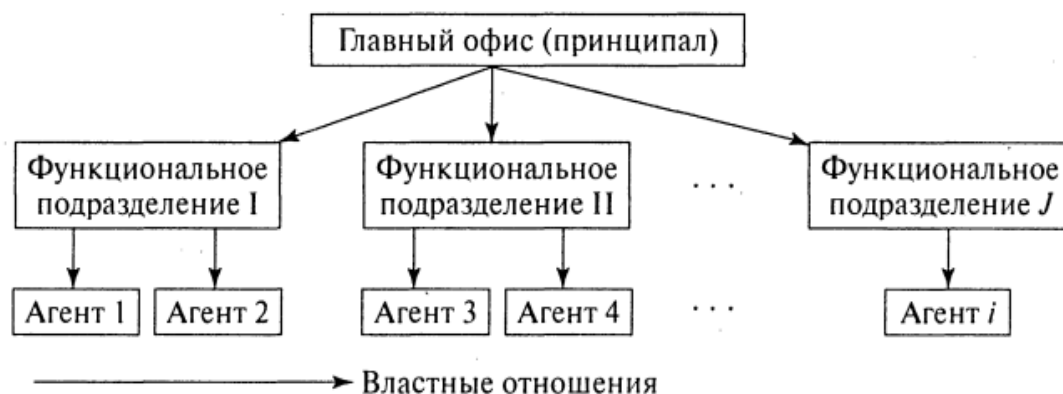 Главный офис (принципал)
Функциональное
подразделение I
Функциональное
подразделение II
. . .
Функциональное
подразделение J
Агент 1
Агент 2
Агент 3
Агент 4
. . .
Агент i
Властные отношения